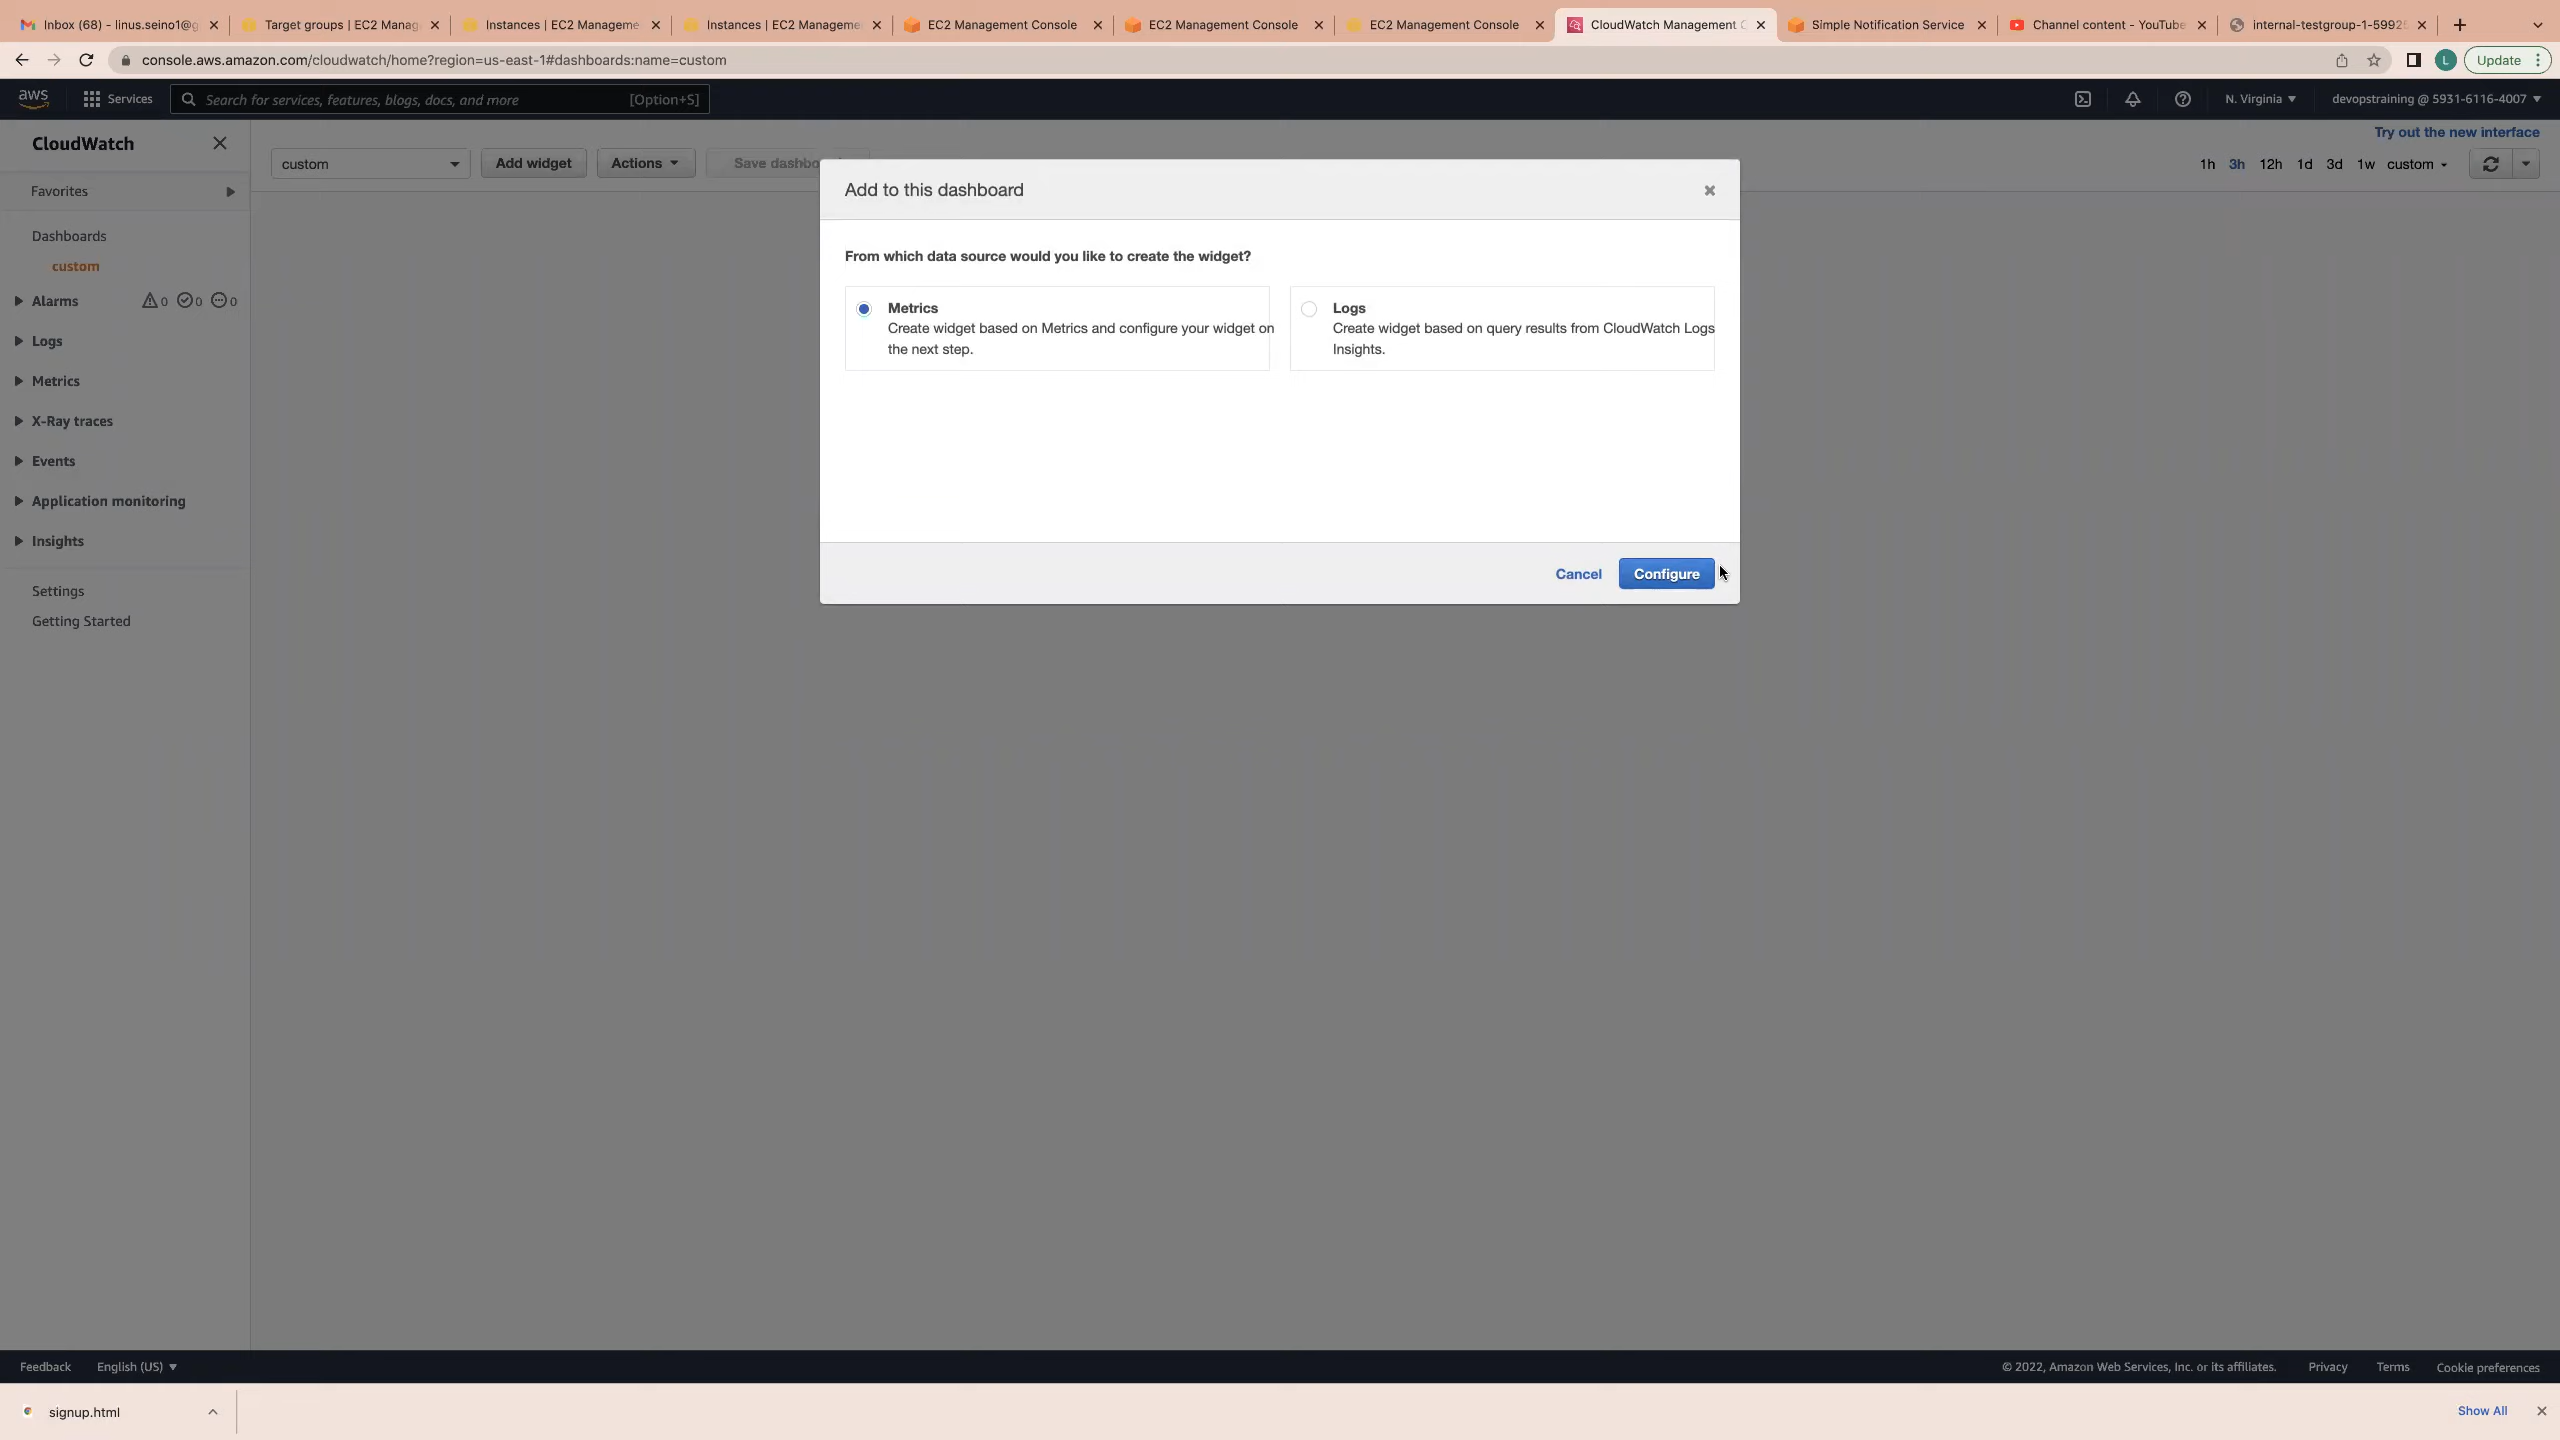 Inbox (68) - linus.seino1@g
Target groups | EC2 Manag
Instances | EC2 Manageme
Instances | EC2 Manageme
EC2 Management Console
EC2 Management Console
EC2 Management Console
CloudWatch Management C
Simple Notification Service
Channel content - YouTube
internal-testgroup-1-59925
console.aws.amazon.com/cloudwatch/home?region=us-east-1#dashboards:name=custom
L
Update
aws
Services
Search for services, features, blogs, docs, and more
[Option+S]
N. Virginia
devopstraining @ 5931-6116-4007
CloudWatch
Try out the new interface
custom
Add widget
Actions
Save dashbo
1h
3h
12h
1d
3d
1w
custom
Favorites
Dashboards
custom
Alarms
0
0
0
Logs
Metrics
X-Ray traces
Events
Application monitoring
Insights
Settings
Getting Started
Add to this dashboard
From which data source would you like to create the widget?
Metrics
Create widget based on Metrics and configure your widget on
the next step.
Logs
Create widget based on query results from CloudWatch Logs
Insights.
Cancel
Configure
Feedback
English (US)
© 2022, Amazon Web Services, Inc. or its affiliates.
Privacy
Terms
Cookie preferences
signup.html
Show All